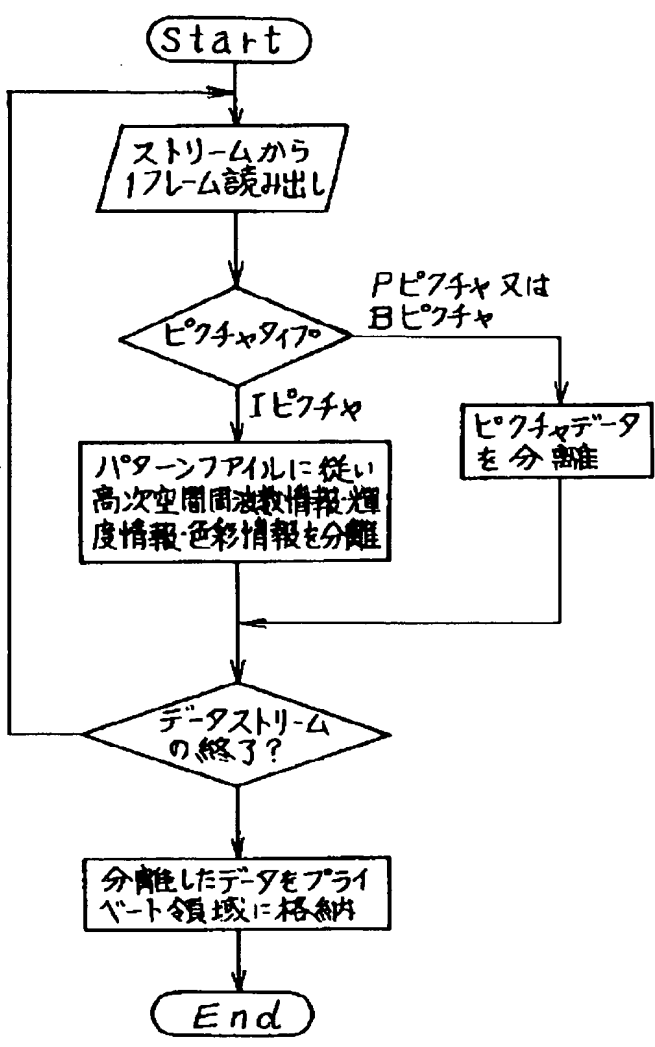 Start
ストリームから
1フレーム読み出し
ピクチャタイプ
Pピクチャ又は
Bピクチャ
Iピクチャ
ピクチャデータ
を分離
パターンファイルに従い
高次空間周波数情報・輝
度情報・色彩情報を分離
データストリーム
の終了?
分離したデータをプライ
ベート領域に格納
End